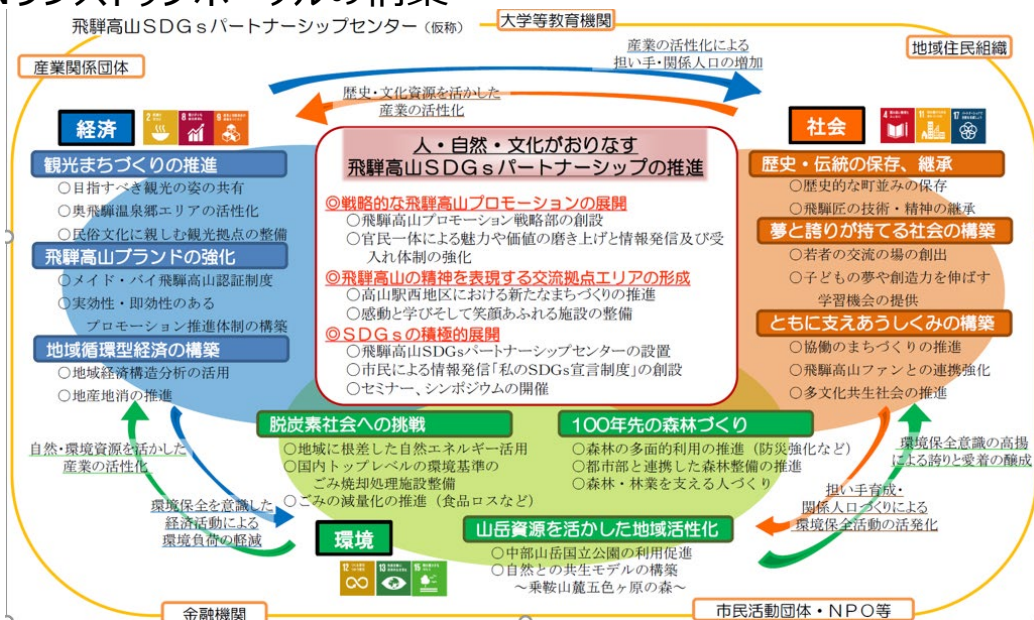 飛騨高山SDGsパートナーシップセンター（仮称）
大学等教育機関
産業関係団体
地域住民組織
産業の活性化による
担い手・関係人口の増加
歴史・文化資源を活かした
産業の活性化
経済
2
8
9
社会
4
11
17
人・自然・文化がおりなす
飛騨高山SDGsパートナーシップの推進
◎戦略的な飛騨高山プロモーションの展開
○飛騨高山プロモーション戦略部の創設
○官民一体による魅力や価値の磨き上げと情報発信及び受
入れ体制の強化
◎飛騨高山の精神を表現する交流拠点エリアの形成
○高山駅西地区における新たなまちづくりの推進
○感動と学びそして笑顔あふれる施設の整備
◎SDGsの積極的展開
○飛騨高山SDGsパートナーシップセンターの設置
○市民による情報発信「私のSDGs宣言制度」の創設
○セミナー、シンポジウムの開催
観光まちづくりの推進
○目指すべき観光の姿の共有
○奥飛騨温泉郷エリアの活性化
○民俗文化に親しむ観光拠点の整備
飛騨高山ブランドの強化
○メイド・バイ飛騨高山認証制度
○実効性・即効性のある
プロモーション推進体制の構築
地域循環型経済の構築
○地域経済構造分析の活用
○地産地消の推進
歴史・伝統の保存、継承
○歴史的な町並みの保存
○飛騨匠の技術・精神の継承
夢と誇りが持てる社会の構築
○若者の交流の場の創出
○子どもの夢や創造力を伸ばす
学習機会の提供
ともに支えあうしくみの構築
○協働のまちづくりの推進
○飛騨高山ファンとの連携強化
○多文化共生社会の推進
脱炭素社会への挑戦
○地域に根差した自然エネルギー活用
○国内トップレベルの環境基準の
ごみ焼却処理施設整備
○ごみの減量化の推進（食品ロスなど）
100年先の森林づくり
○森林の多面的利用の推進（防災強化など）
○都市部と連携した森林整備の推進
○森林・林業を支える人づくり
自然・環境資源を活かした
産業の活性化
環境保全を意識した
経済活動による
環境負荷の軽減
環境保全意識の高揚
による誇りと愛着の醸成
担い手育成・
関係人口づくりによる
環境保全活動の活発化
環境
12
13
15
山岳資源を活かした地域活性化
○中部山岳国立公園の利用促進
○自然との共生モデルの構築
～乗鞍山麓五色ヶ原の森～
金融機関
市民活動団体・NPO等